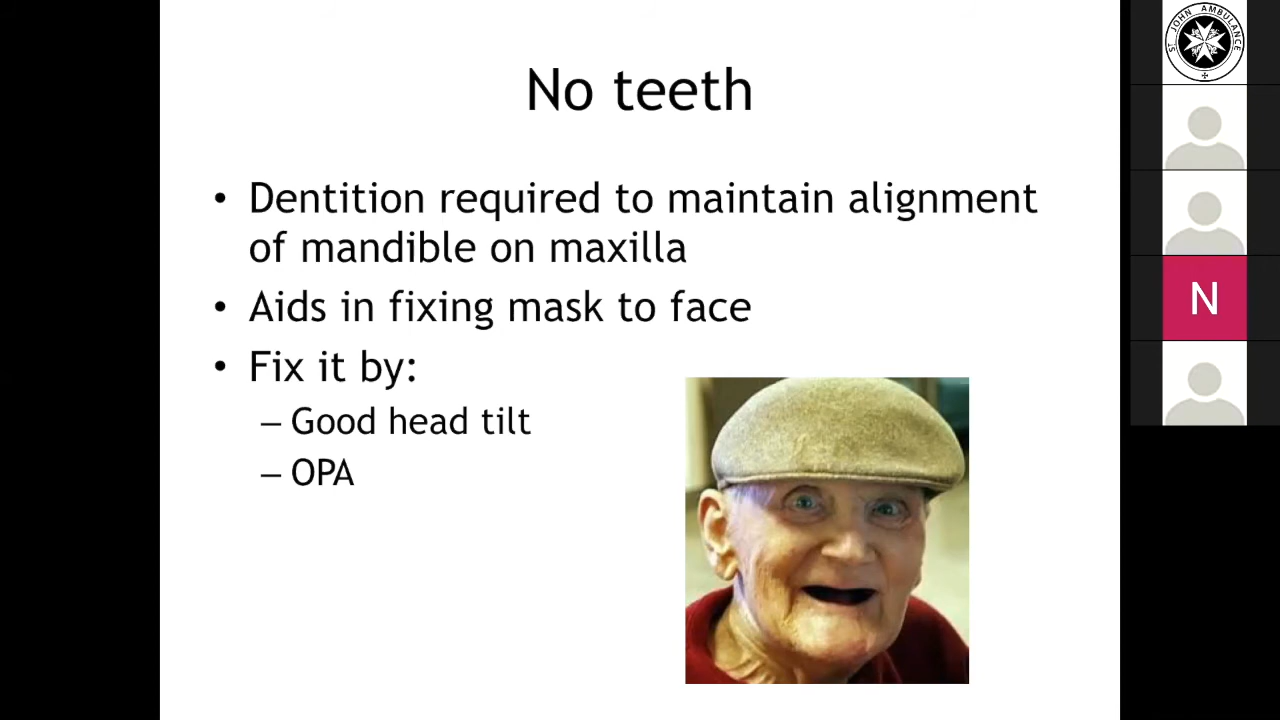 No teeth
• Dentition required to maintain alignment
of mandible on maxilla
• Aids in fixing mask to face
• Fix it by:
– Good head tilt
– OPA
ST JOHN AMBULANCE
N